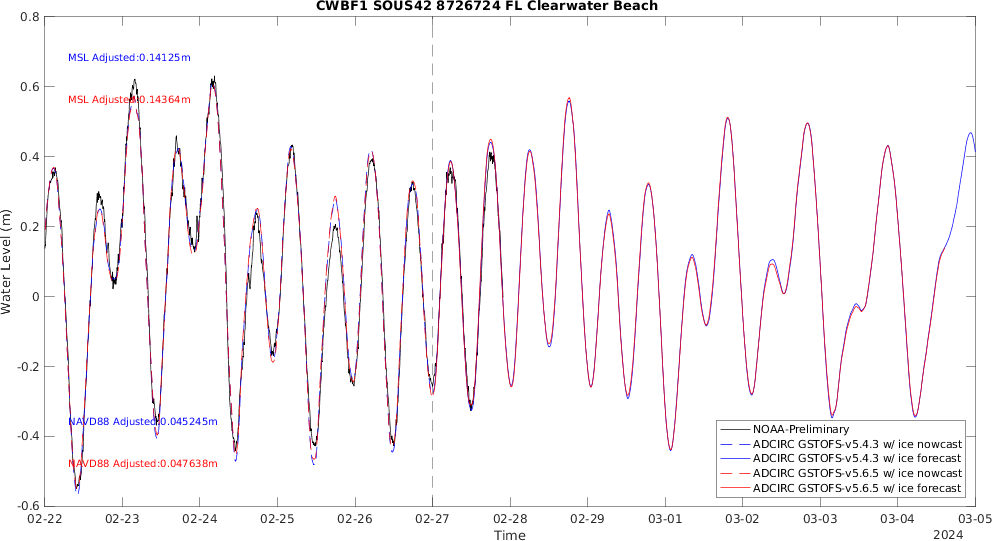 CWBF1 SOUS42 8726724 FL Clearwater Beach
0.8
0.6
0.4
0.2
0
-0.2
-0.4
-0.6
Water Level (m)
MSL Adjusted:0.14125m
MSL Adjusted:0.14364m
NAVD88 Adjusted:0.045245m
NAVD88 Adjusted:0.047638m
NOAA-Preliminary
ADCIRC GSTOFS-v5.4.3 w/ ice nowcast
ADCIRC GSTOFS-v5.4.3 w/ ice forecast
ADCIRC GSTOFS-v5.6.5 w/ ice nowcast
ADCIRC GSTOFS-v5.6.5 w/ ice forecast
02-22 02-23 02-24 02-25 02-26 02-27 02-28 02-29 03-01 03-02 03-03 03-04 03-05
Time
2024